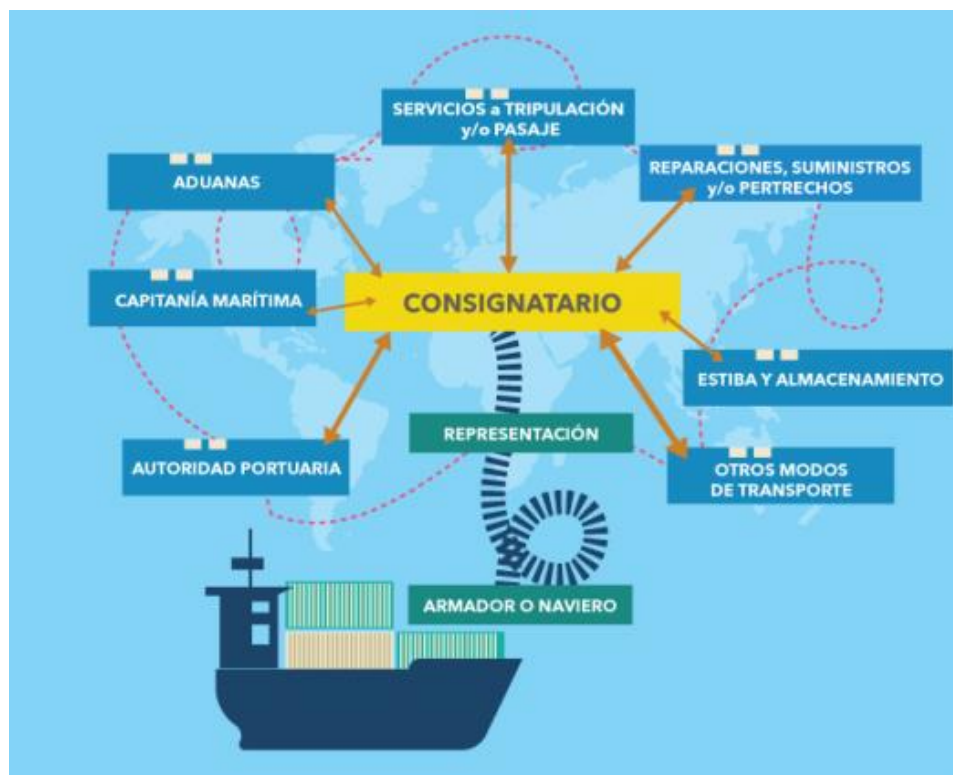 SERVICIOS a TRIPULACIÓN
y/o PASAJE
ADUANAS
REPARACIONES, SUMINISTROS
y/o PERTRECHOS
CAPITANÍA MARÍTIMA
CONSIGNATARIO
ESTIBA Y ALMACENAMIENTO
REPRESENTACIÓN
AUTORIDAD PORTUARIA
OTROS MODOS
DE TRANSPORTE
ARMADOR O NAVIERO